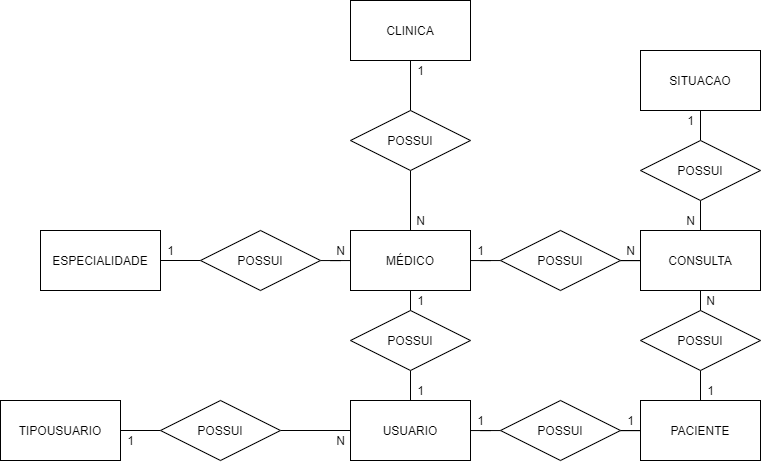 CLINICA
1
SITUACAO
1
POSSUI
POSSUI
N
N
ESPECIALIDADE
1
POSSUI
N
MÉDICO
1
POSSUI
N
CONSULTA
1
N
POSSUI
POSSUI
1
1
TIPOUSUARIO
1
POSSUI
N
USUARIO
1
POSSUI
1
PACIENTE